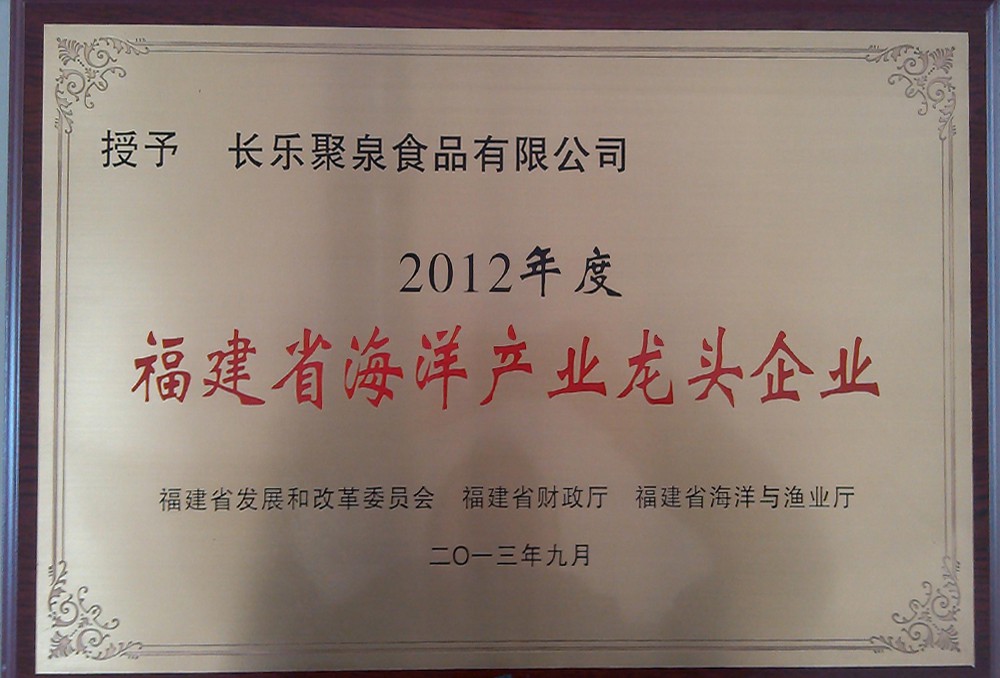 授予 长乐聚泉食品有限公司
2012年度
福建省海洋产业龙头企业
福建省发展和改革委员会 福建省财政厅 福建省海洋与渔业厅
二〇一三年九月